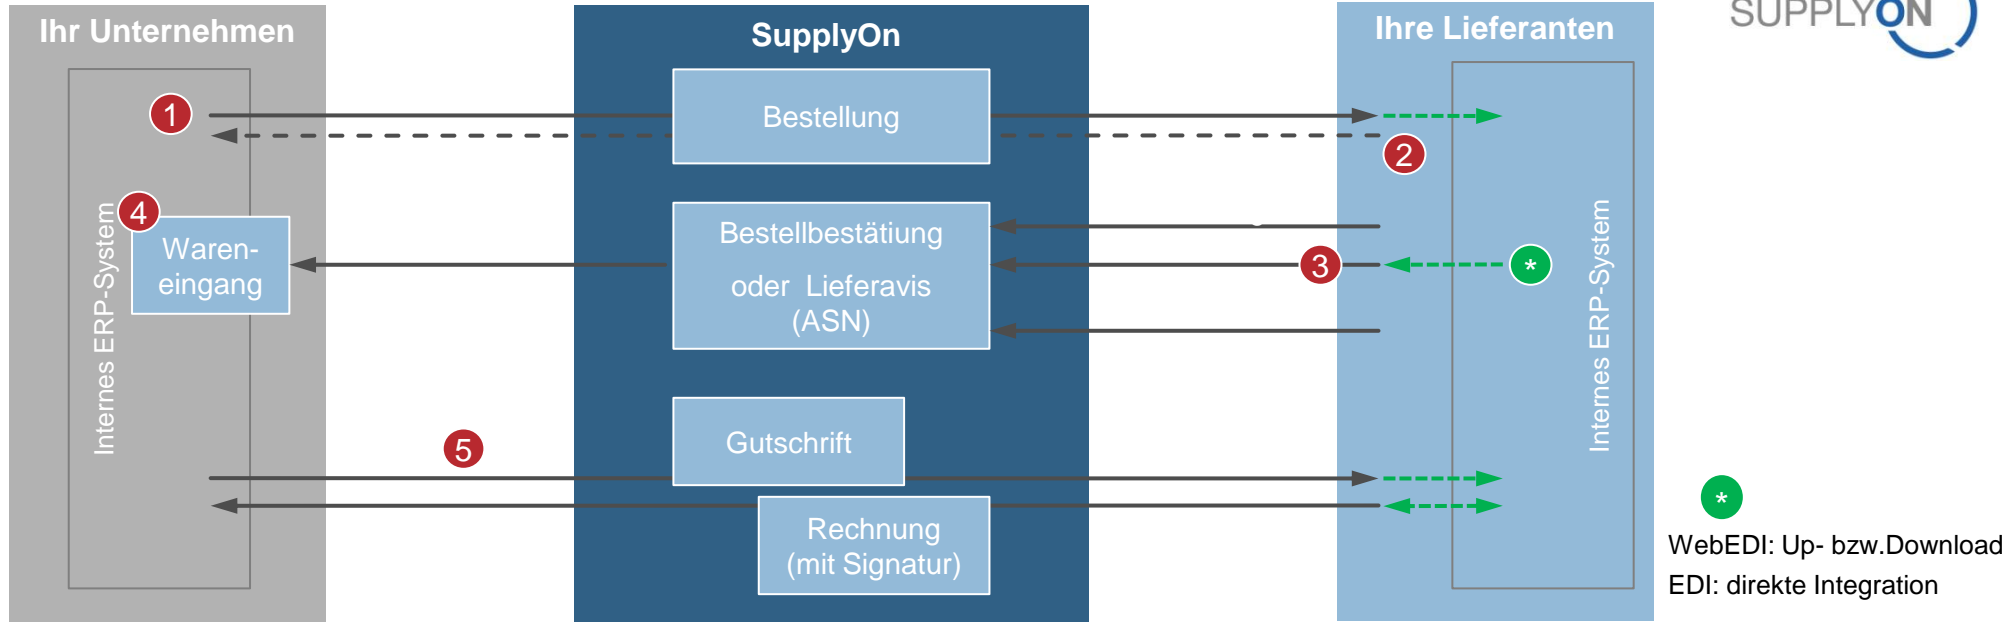 Ihr Unternehmen
SupplyOn
Ihre Lieferanten
SUPPLYON
1
Bestellung
2
4
Waren-
eingang
Internes ERP-System
Bestellbestätiung
oder Lieferavis
(ASN)
3
*
Internes ERP-System
5
Gutschrift
Rechnung
(mit Signatur)
*
WebEDI: Up- bzw.Download
EDI: direkte Integration